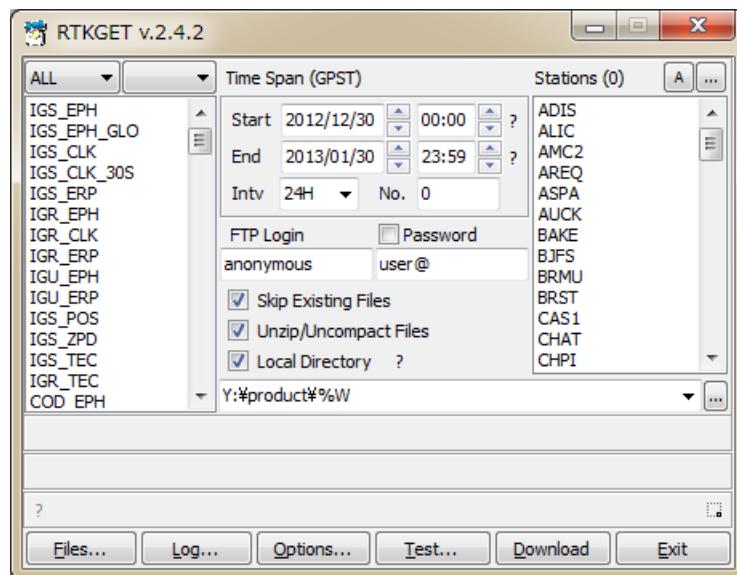 RTKGET v.2.4.2
ALL
Time Span (GPST)
Stations (0)
A
...
IGS_EPH
IGS_EPH_GLO
IGS_CLK
IGS_CLK_30S
IGS_ERP
IGR_EPH
IGR_CLK
IGR_ERP
IGU_EPH
IGU_ERP
IGS_POS
IGS_ZPD
IGS_TEC
IGR_TEC
COD_EPH
Start 2012/12/30 00:00 ?
End 2013/01/30 23:59 ?
Intv 24H No. 0
FTP Login Password
anonymous user@
Skip Existing Files
Unzip/Uncompact Files
Local Directory ?
ADIS
ALIC
AMC2
AREQ
ASPA
AUCK
BAKE
BJFS
BRMU
BRST
CAS1
CHAT
CHPI
Y:¥product¥%W
...
?
Files... Log... Options... Test... Download Exit